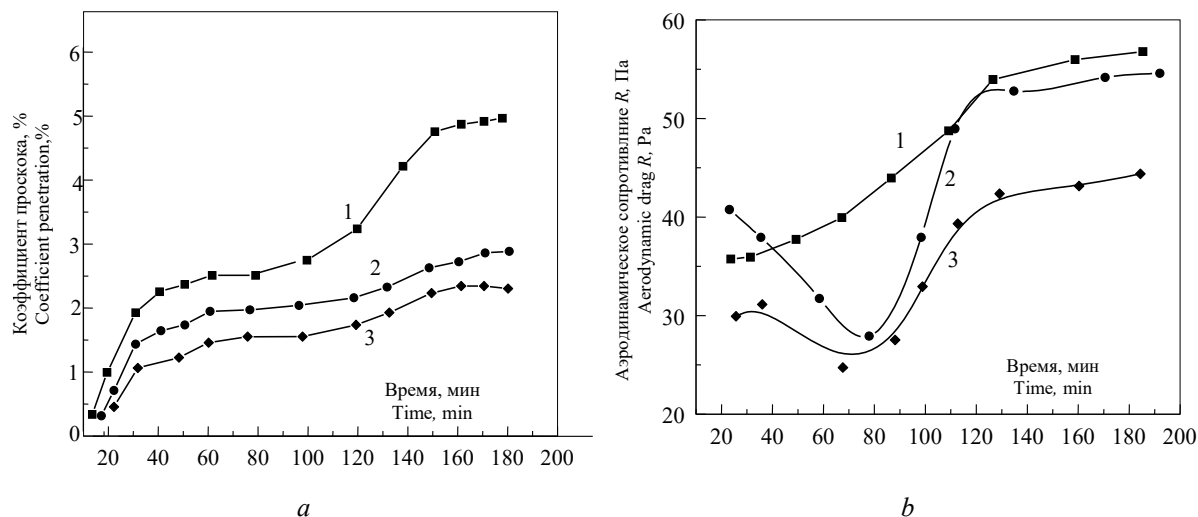 Коэффициент проскока, %
Coefficient penetration,%
6
5
4
3
2
1
0
1
2
3
Время, мин
Time, min
20 40 60 80 100 120 140 160 180 200
a
Аэродинамическое сопротивлние R, Па
Aerodynamic drag R, Pa
60
50
40
30
20
1
2
3
Время, мин
Time, min
20 40 60 80 100 120 140 160 180 200
b